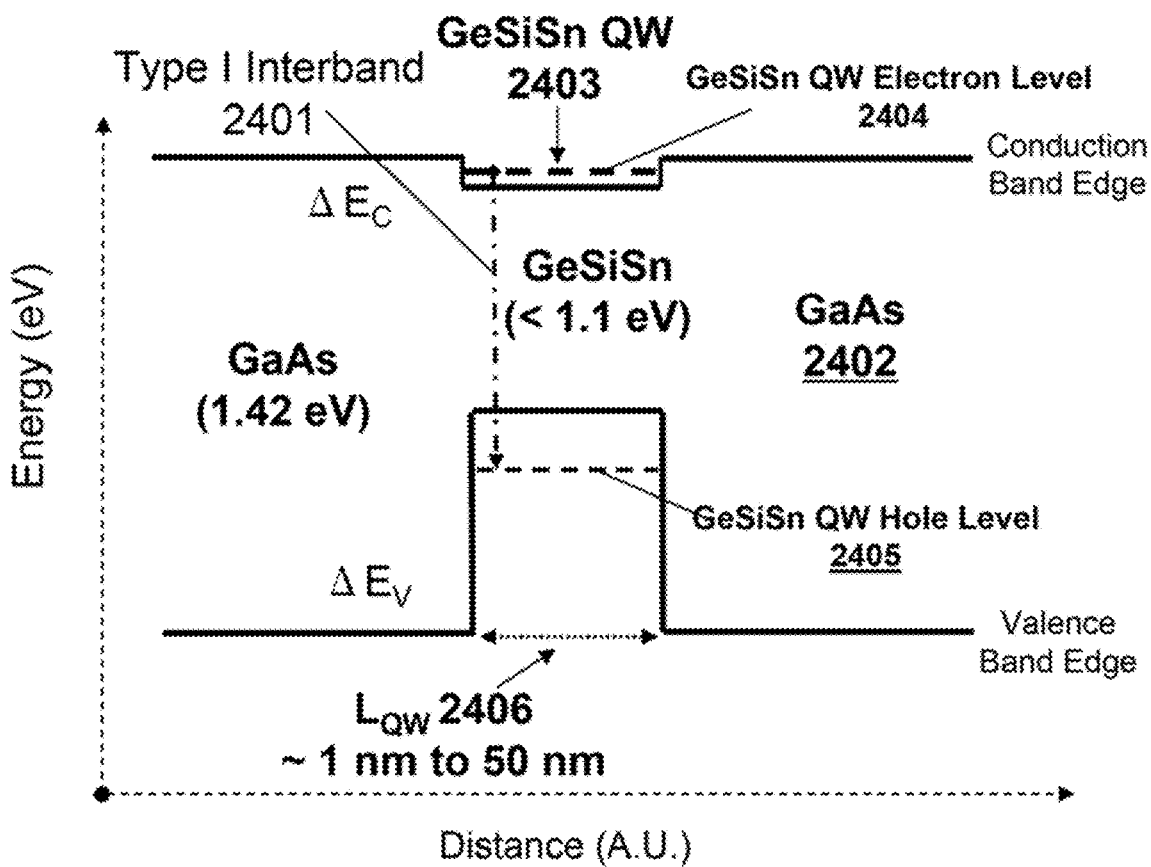 GeSiSn QW
2403
Type I Interband
2401
GeSiSn QW Electron Level
2404
Conduction
Band Edge
Δ E_C
GeSiSn
(< 1.1 eV)
GaAs
2402
GaAs
(1.42 eV)
Energy (eV)
GeSiSn QW Hole Level
2405
Δ E_V
Valence
Band Edge
L_QW 2406
~ 1 nm to 50 nm
Distance (A.U.)